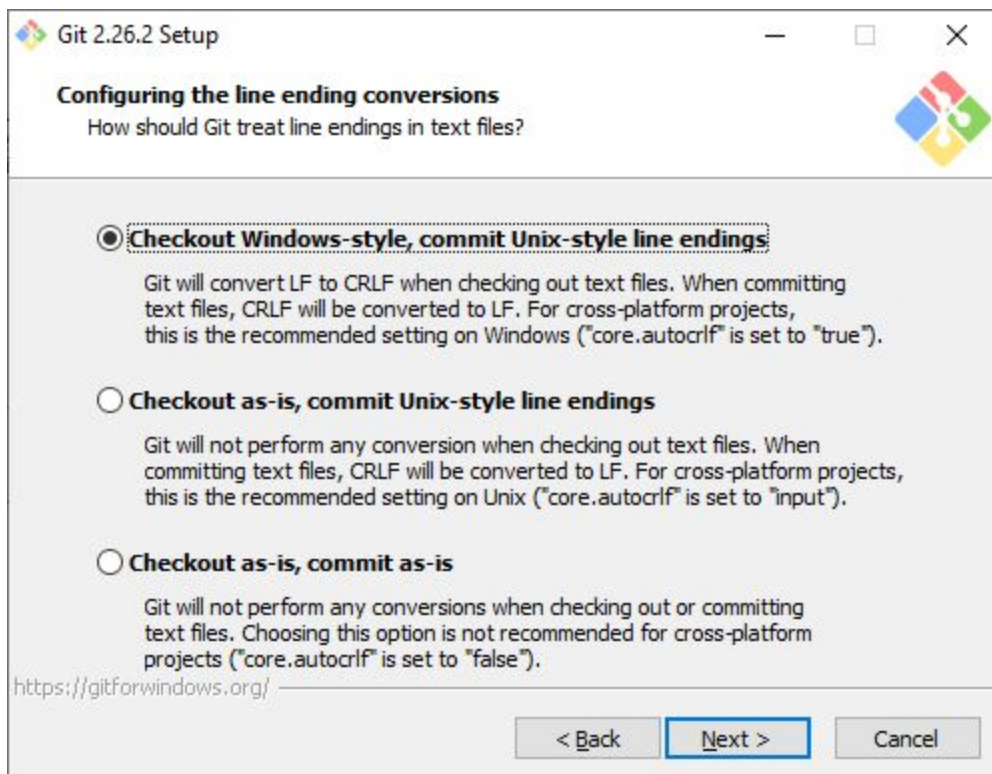 Git 2.26.2 Setup
Configuring the line ending conversions
How should Git treat line endings in text files?
Checkout Windows-style, commit Unix-style line endings
Git will convert LF to CRLF when checking out text files. When committing
text files, CRLF will be converted to LF. For cross-platform projects,
this is the recommended setting on Windows ("core.autocrlf" is set to "true").
Checkout as-is, commit Unix-style line endings
Git will not perform any conversion when checking out text files. When
committing text files, CRLF will be converted to LF. For cross-platform projects,
this is the recommended setting on Unix ("core.autocrlf" is set to "input").
Checkout as-is, commit as-is
Git will not perform any conversions when checking out or committing
text files. Choosing this option is not recommended for cross-platform
projects ("core.autocrlf" is set to "false").
https://gitforwindows.org/
< Back Next > Cancel